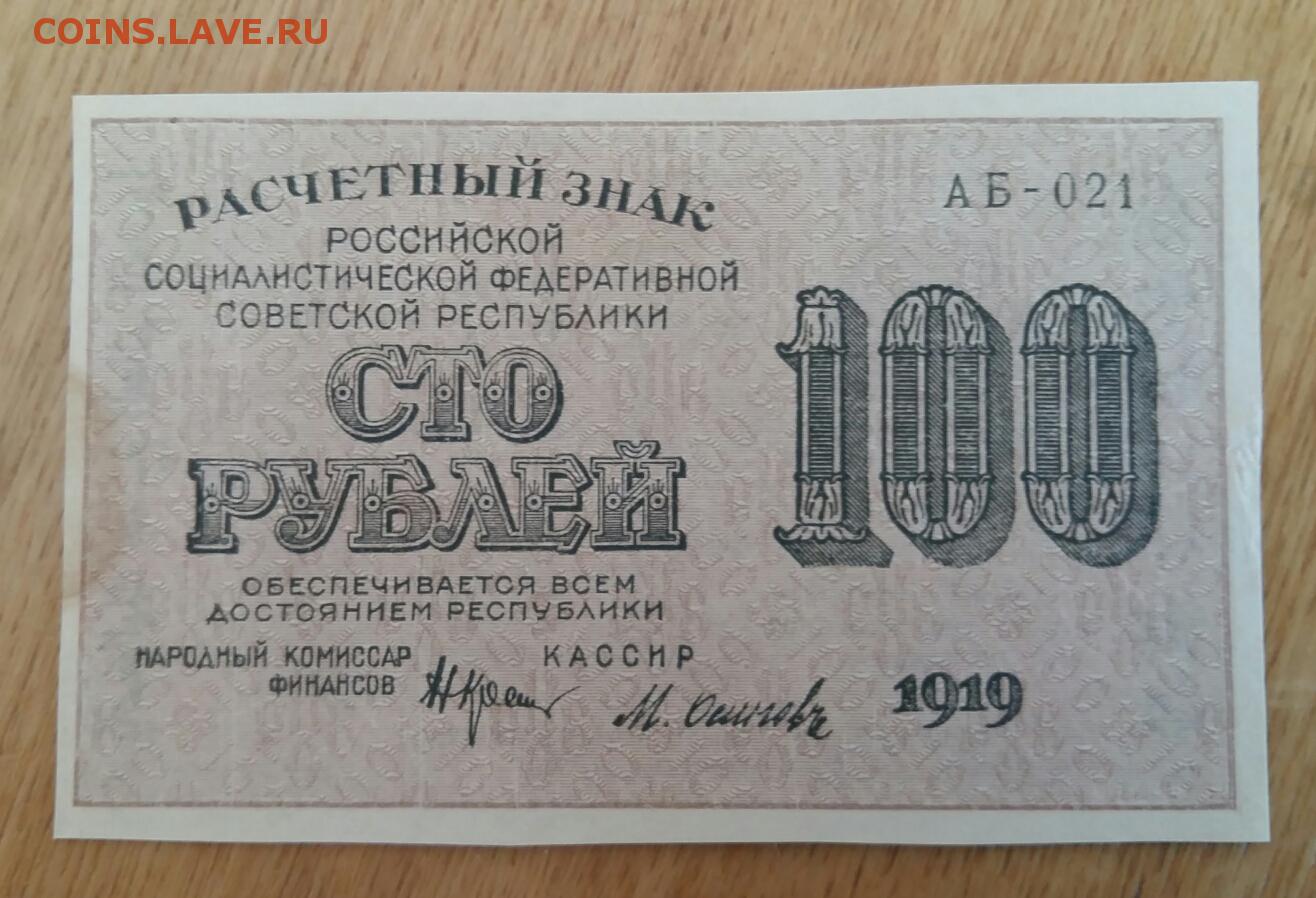 COINS.LAVE.RU
РАСЧЕТНЫЙ ЗНАК
АБ-021
РОССИЙСКОЙ
СОЦИАЛИСТИЧЕСКОЙ ФЕДЕРАТИВНОЙ
СОВЕТСКОЙ РЕСПУБЛИКИ
СТО
РУБЛЕЙ
100
ОБЕСПЕЧИВАЕТСЯ ВСЕМ
ДОСТОЯНИЕМ РЕСПУБЛИКИ
НАРОДНЫЙ КОМИССАР
ФИНАНСОВ
КАССИР
М.
1919